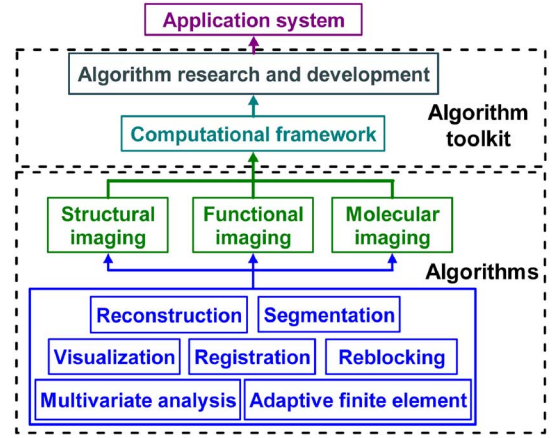 Application system
Algorithm research and development
Computational framework
Algorithm
toolkit
Structural
imaging
Functional
imaging
Molecular
imaging
Algorithms
Reconstruction
Segmentation
Visualization
Registration
Reblocking
Multivariate analysis
Adaptive finite element